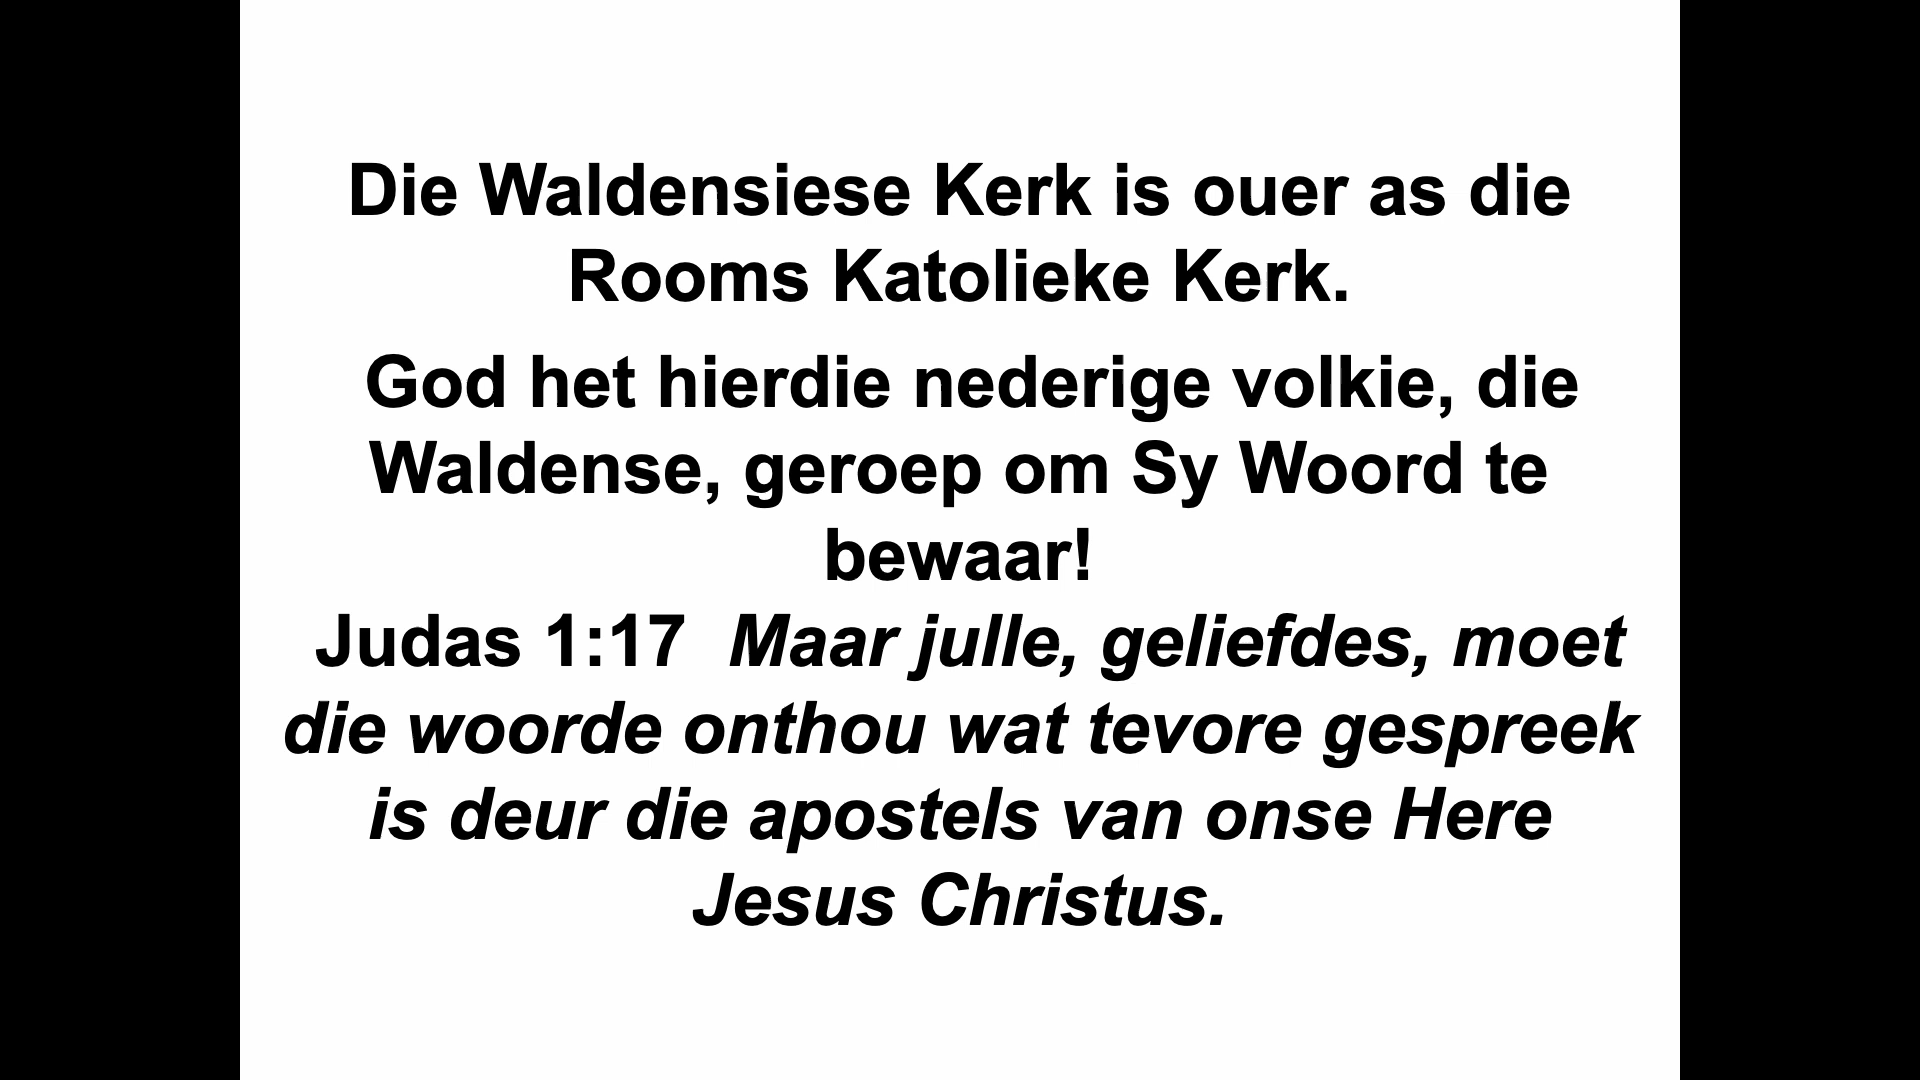 Die Waldensiese Kerk is ouer as die
Rooms Katolieke Kerk.
God het hierdie nederige volkie, die
Waldense, geroep om Sy Woord te
bewaar!
Judas 1:17  Maar julle, geliefdes, moet
die woorde onthou wat tevore gespreek
is deur die apostels van onse Here
Jesus Christus.